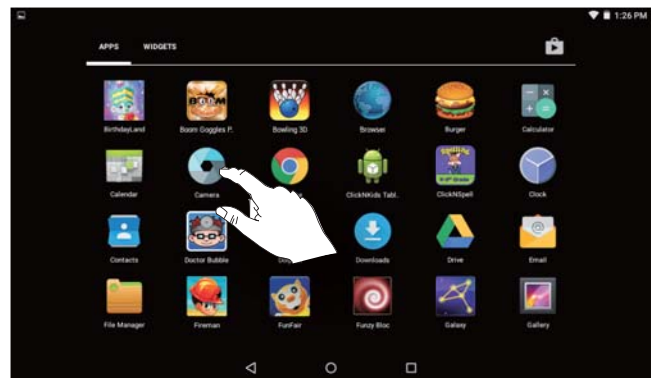 1:26 PM
APPS WIDGETS
BirthdayLand Boom Goggles P. Bowling 3D Browser Burger Calculator
Calendar Camera ClickNKids Tabl. ClickNSpell Clock
Contacts Doctor Bubble Downloads Drive Email
File Manager Fireman FunFair Funzy Bloc Galaxy Gallery